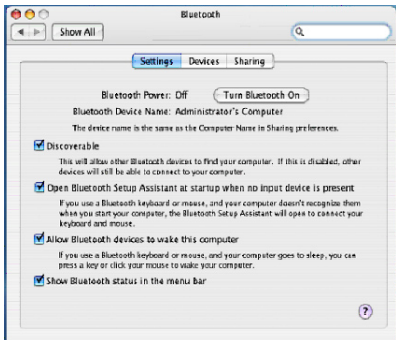 Bluetooth
Show All
Settings Devices Sharing
Bluetooth Power: Off Turn Bluetooth On
Bluetooth Device Name: Administrator's Computer
The device name is the same as the Computer Name in Sharing preferences.
Discoverable
This will allow other Bluetooth devices to find your computer. If this is disabled, other
devices will still be able to connect to your computer.
Open Bluetooth Setup Assistant at startup when no input device is present
If you use a Bluetooth keyboard or mouse, and your computer doesn't recognize them
when you start your computer, the Bluetooth Setup Assistant will open to connect your
keyboard and mouse.
Allow Bluetooth devices to wake this computer
If you use a Bluetooth keyboard or mouse, and your computer goes to sleep, you can
press a key or click your mouse to wake your computer.
Show Bluetooth status in the menu bar
?